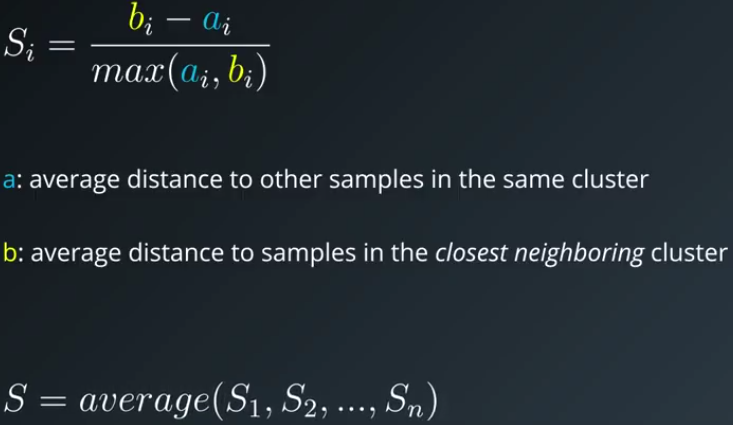 S_i = \frac{b_i - a_i}{max(a_i, b_i)}
a: average distance to other samples in the same cluster
b: average distance to samples in the closest neighboring cluster
S = average(S_1, S_2, ..., S_n)